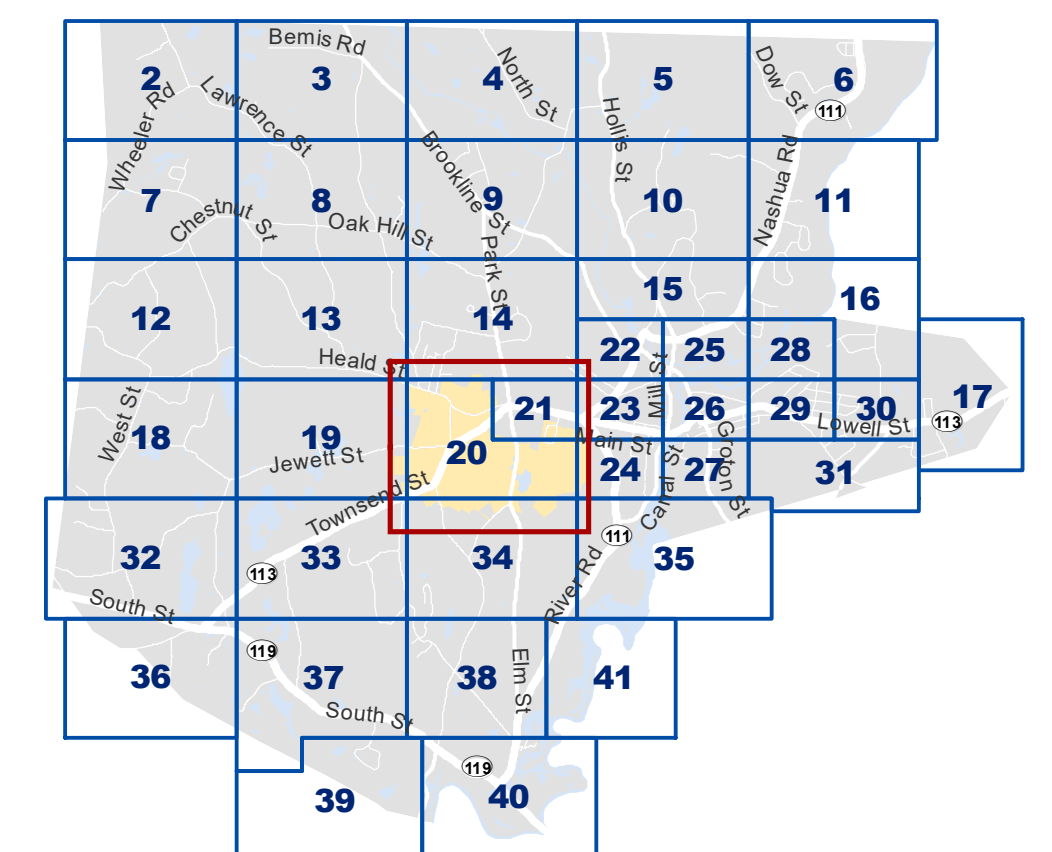 Bemis Rd
2
3
4
5
6
North St
Dow St
111
Wheeler Rd
Lawrence St
Hollis St
Brookline St
Nashua Rd
7
8
9
10
11
Chestnut St
Oak Hill St
Park St
12
13
14
15
16
Heald St
22
25
28
Mill St
17
West St
18
19
20
21
23
26
29
30
Lowell St
113
Jewett St
Main St
Groton St
24
27
31
Townsend St
Canal St
111
32
33
34
35
113
River Rd
South St
119
36
37
38
41
Elm St
South St
119
39
40